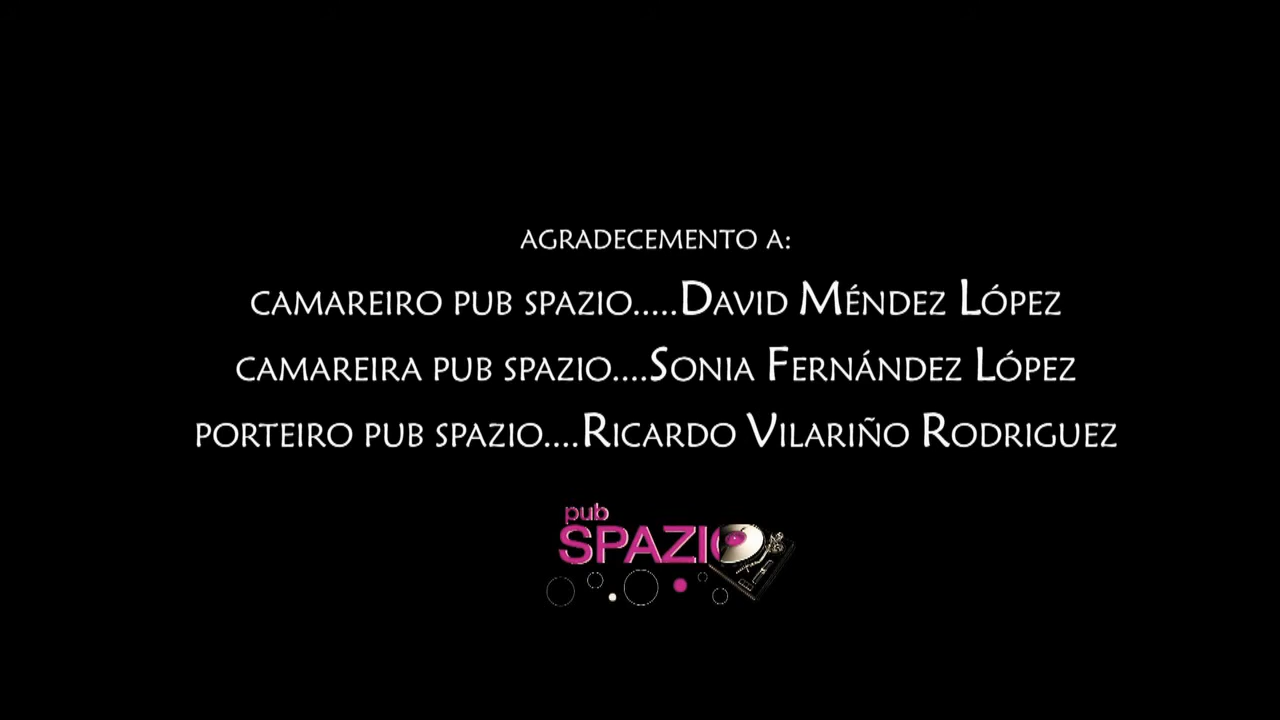 AGRADECEMENTO A:
CAMAREIRO PUB SPAZIO.....DAVID MÉNDEZ LÓPEZ
CAMAREIRA PUB SPAZIO....SONIA FERNÁNDEZ LÓPEZ
PORTEIRO PUB SPAZIO....RICARDO VILARIÑO RODRIGUEZ
pub
SPAZIO